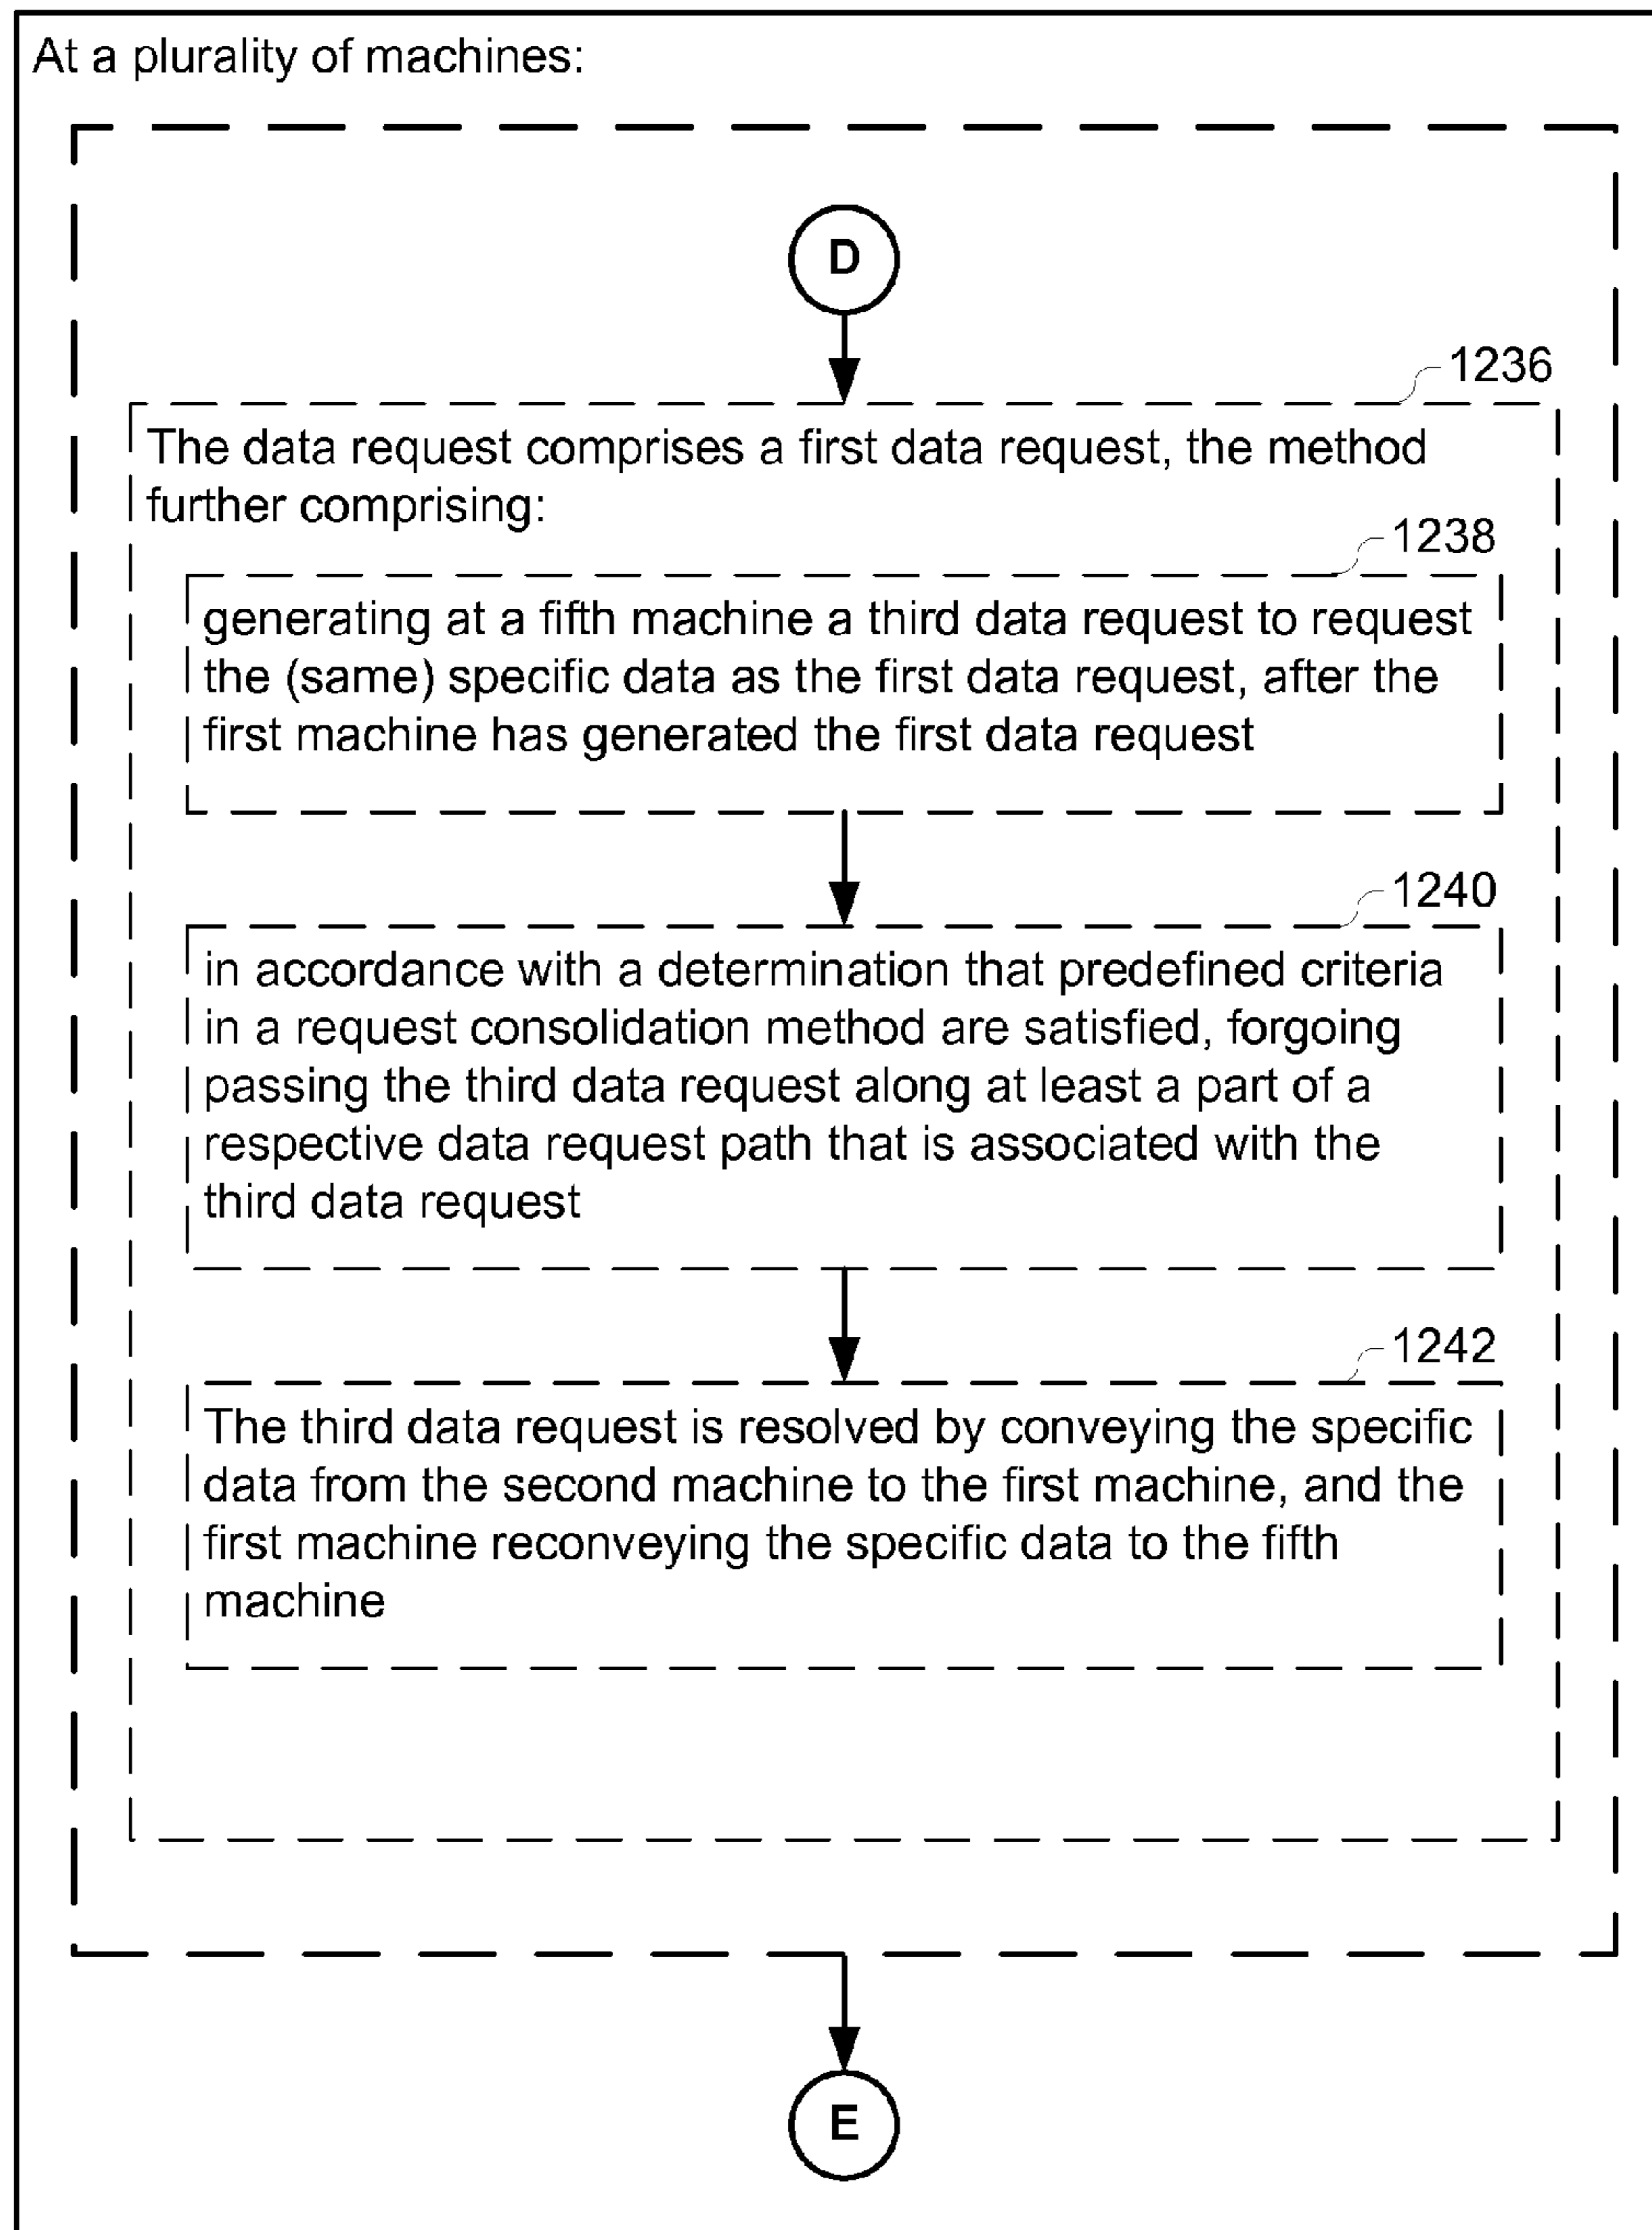 At a plurality of machines:
D
1236
The data request comprises a first data request, the method
further comprising:
1238
generating at a fifth machine a third data request to request
the (same) specific data as the first data request, after the
first machine has generated the first data request
1240
in accordance with a determination that predefined criteria
in a request consolidation method are satisfied, forgoing
passing the third data request along at least a part of a
respective data request path that is associated with the
third data request
1242
The third data request is resolved by conveying the specific
data from the second machine to the first machine, and the
first machine reconveying the specific data to the fifth
machine
E